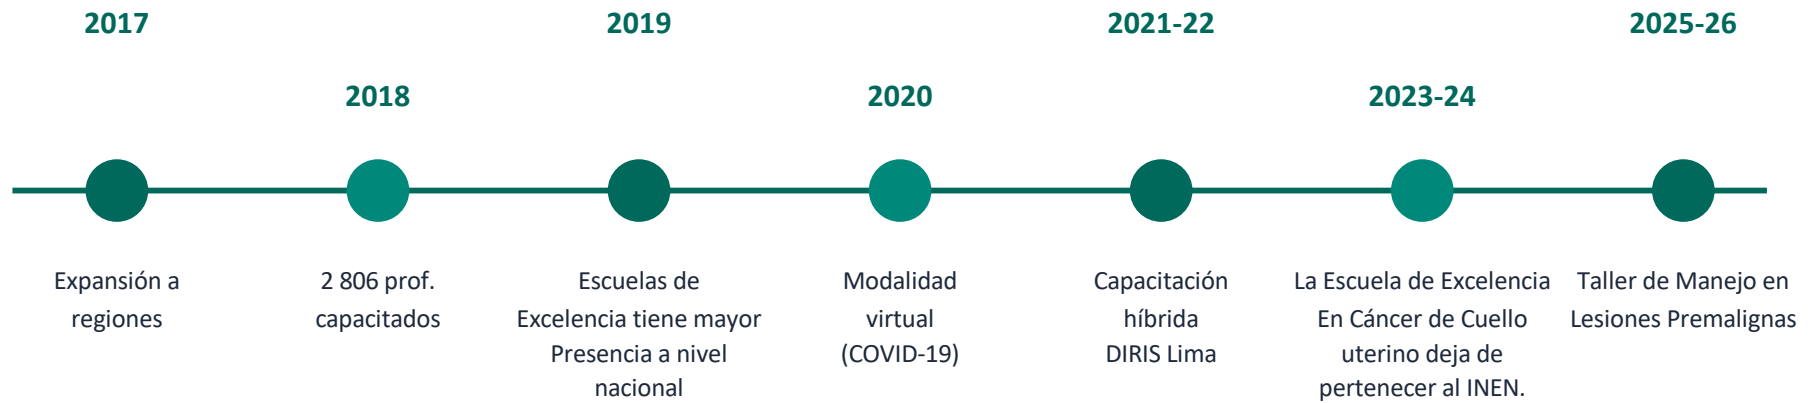 2017
2019
2021-22
2025-26
2018
2020
2023-24
Expansión a
regiones
2 806 prof.
capacitados
Escuelas de
Excelencia tiene mayor
Presencia a nivel
nacional
Modalidad
virtual
(COVID-19)
Capacitación
híbrida
DIRIS Lima
La Escuela de Excelencia
En Cáncer de Cuello
uterino deja de
pertenecer al INEN.
Taller de Manejo en
Lesiones Premalignas